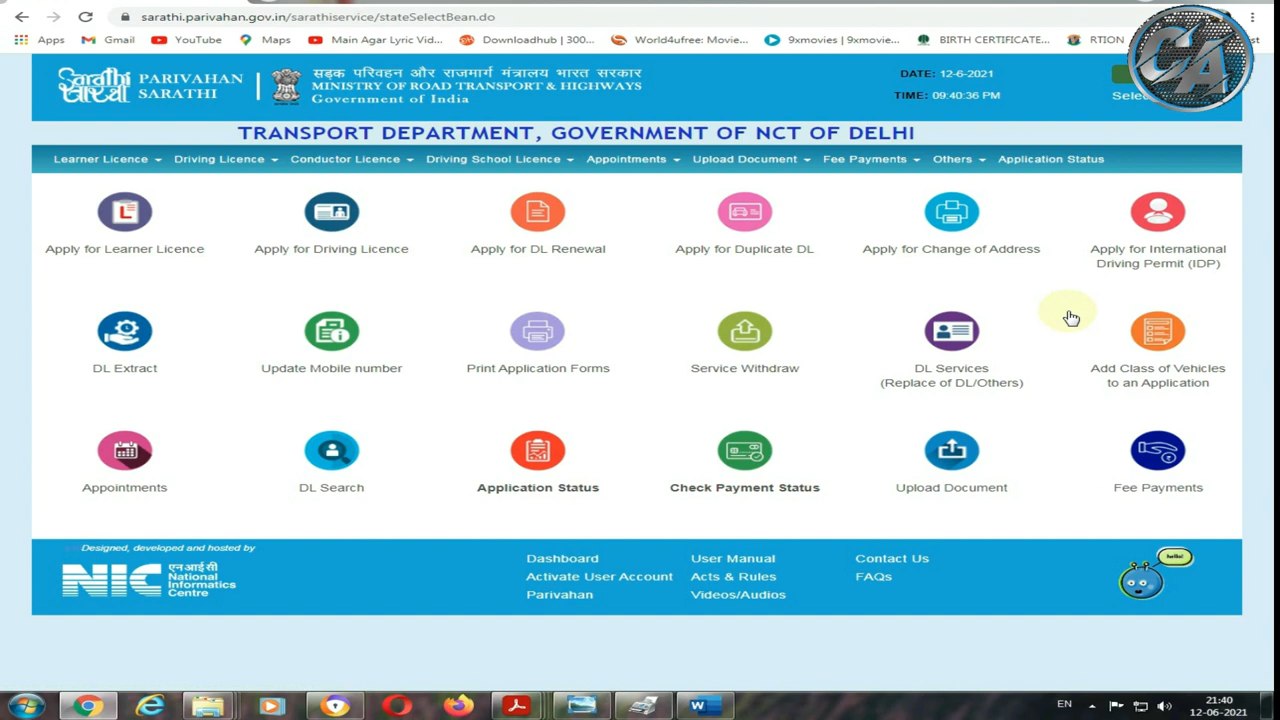 sarathi.parivahan.gov.in/sarathiservice/stateSelectBean.do
Apps Gmail YouTube Maps Main Agar Lyric Vid... Downloadhub | 300... World4ufree: Movie... 9xmovies | 9xmovie... BIRTH CERTIFICATE... RTION
CA
Sarathi
सारथी
PARIVAHAN
SARATHI
सड़क परिवहन और राजमार्ग मंत्रालय भारत सरकार
MINISTRY OF ROAD TRANSPORT & HIGHWAYS
Government of India
DATE: 12-6-2021
TIME: 09:40:36 PM
TRANSPORT DEPARTMENT, GOVERNMENT OF NCT OF DELHI
Learner Licence Driving Licence Conductor Licence Driving School Licence Appointments Upload Document Fee Payments Others Application Status
L
Apply for Learner Licence
Apply for Driving Licence
Apply for DL Renewal
Apply for Duplicate DL
Apply for Change of Address
Apply for International
Driving Permit (IDP)
DL Extract
Update Mobile number
Print Application Forms
Service Withdraw
DL Services
(Replace of DL/Others)
Add Class of Vehicles
to an Application
Appointments
DL Search
Application Status
Check Payment Status
Upload Document
Fee Payments
Designed, developed and hosted by
NIC
एनआईसी
National
Informatics
Centre
Dashboard
Activate User Account
Parivahan
User Manual
Acts & Rules
Videos/Audios
Contact Us
FAQs
hello!
EN
21:40
12-06-2021